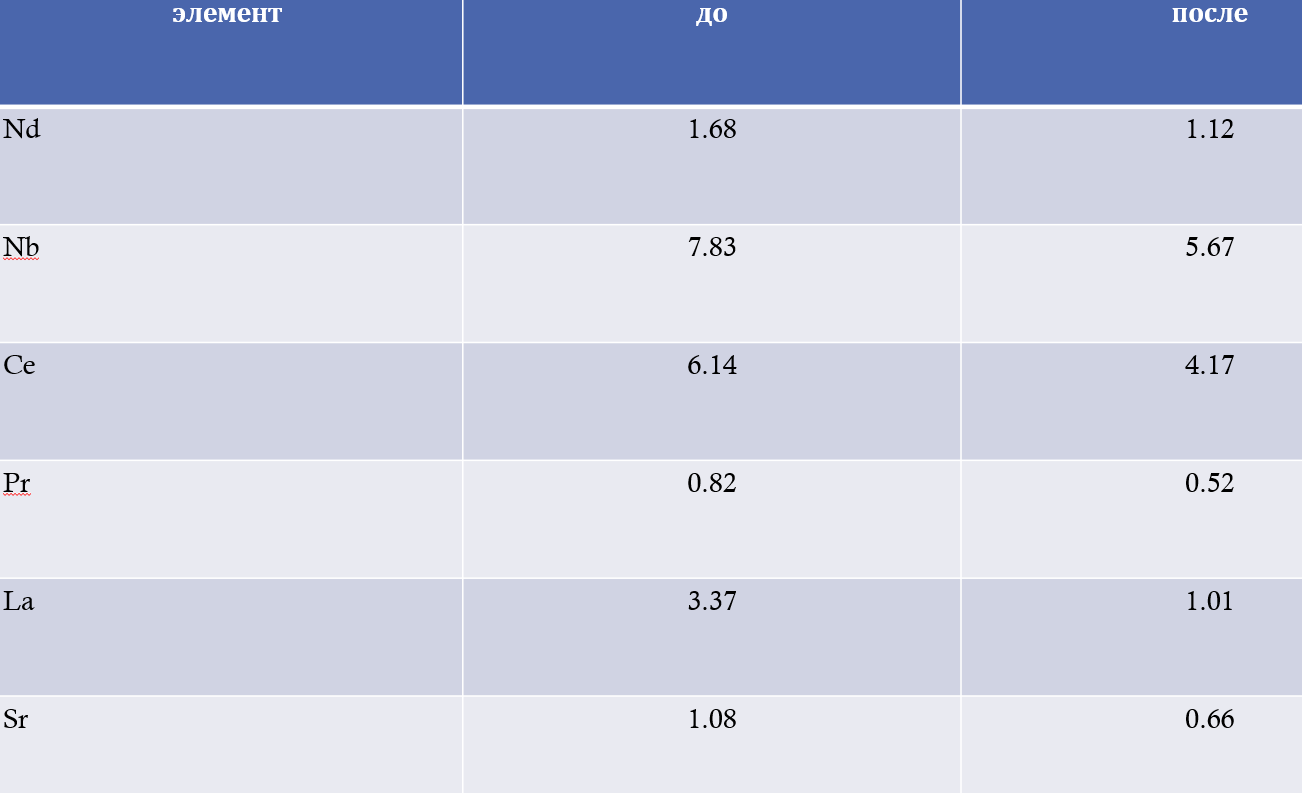 элемент до после
Nd 1.68 1.12
Nb 7.83 5.67
Ce 6.14 4.17
Pr 0.82 0.52
La 3.37 1.01
Sr 1.08 0.66